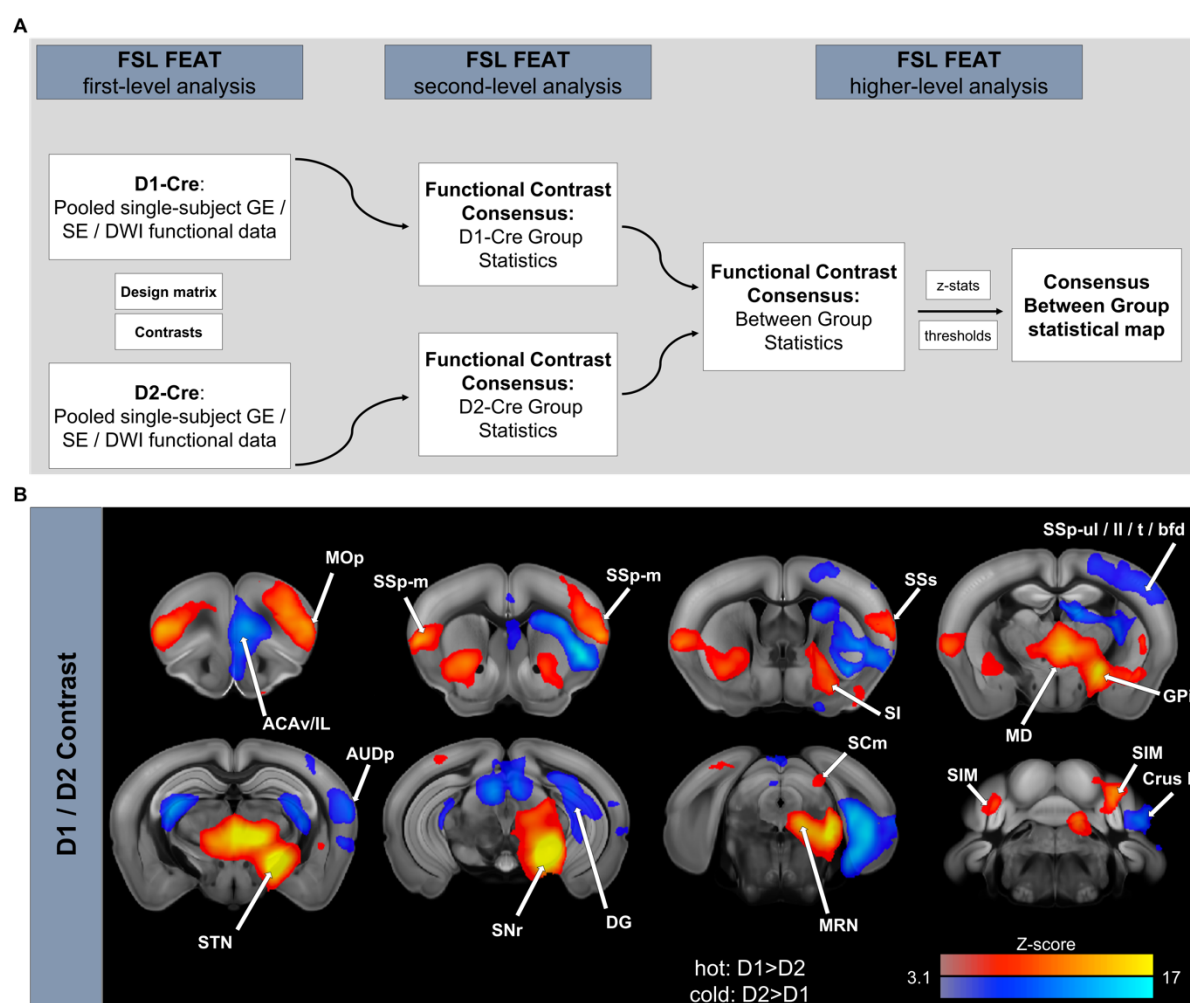 A
FSL FEAT
first-level analysis
FSL FEAT
second-level analysis
FSL FEAT
higher-level analysis
D1-Cre:
Pooled single-subject GE /
SE / DWI functional data
Design matrix
Contrasts
D2-Cre:
Pooled single-subject GE /
SE / DWI functional data
Functional Contrast
Consensus:
D1-Cre Group
Statistics
Functional Contrast
Consensus:
D2-Cre Group
Statistics
Functional Contrast
Consensus:
Between Group
Statistics
z-stats
thresholds
Consensus
Between Group
statistical map
B
D1 / D2 Contrast
MOp
ACAv/IL
SSp-m
SSp-m
SSs
SI
SSp-ul / ll / t / bfd
MD
GPi
AUDp
STN
SNr
DG
SCm
MRN
SIM
SIM
Crus I
hot: D1>D2
cold: D2>D1
Z-score
3.1
17